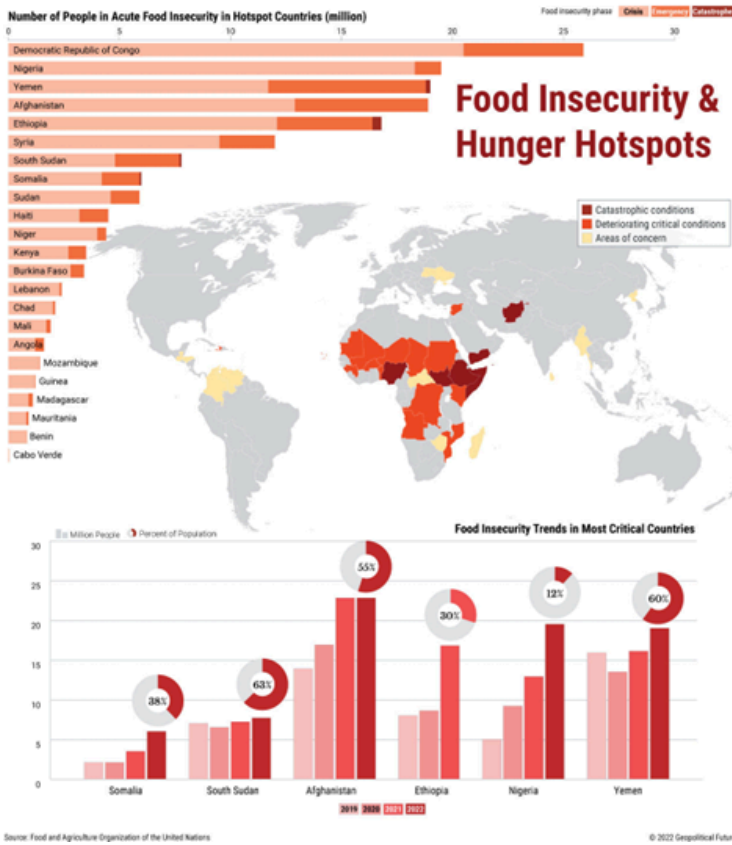 Number of People in Acute Food Insecurity in Hotspot Countries (million)
Food insecurity phase: Crisis Emergency Catastrophe
0 5 10 15 20 25 30
Democratic Republic of Congo
Nigeria
Yemen
Afghanistan
Ethiopia
Syria
South Sudan
Somalia
Sudan
Haiti
Niger
Kenya
Burkina Faso
Lebanon
Chad
Mali
Angola
Mozambique
Guinea
Madagascar
Mauritania
Benin
Cabo Verde
Food Insecurity &
Hunger Hotspots
Catastrophic conditions
Deteriorating critical conditions
Areas of concern
Food Insecurity Trends in Most Critical Countries
Million People Percent of Population
30
25
20
15
10
5
0
38%
63%
55%
30%
12%
60%
Somalia South Sudan Afghanistan Ethiopia Nigeria Yemen
2019 2020 2021 2022
Source: Food and Agriculture Organization of the United Nations
© 2022 Geopolitical Futur